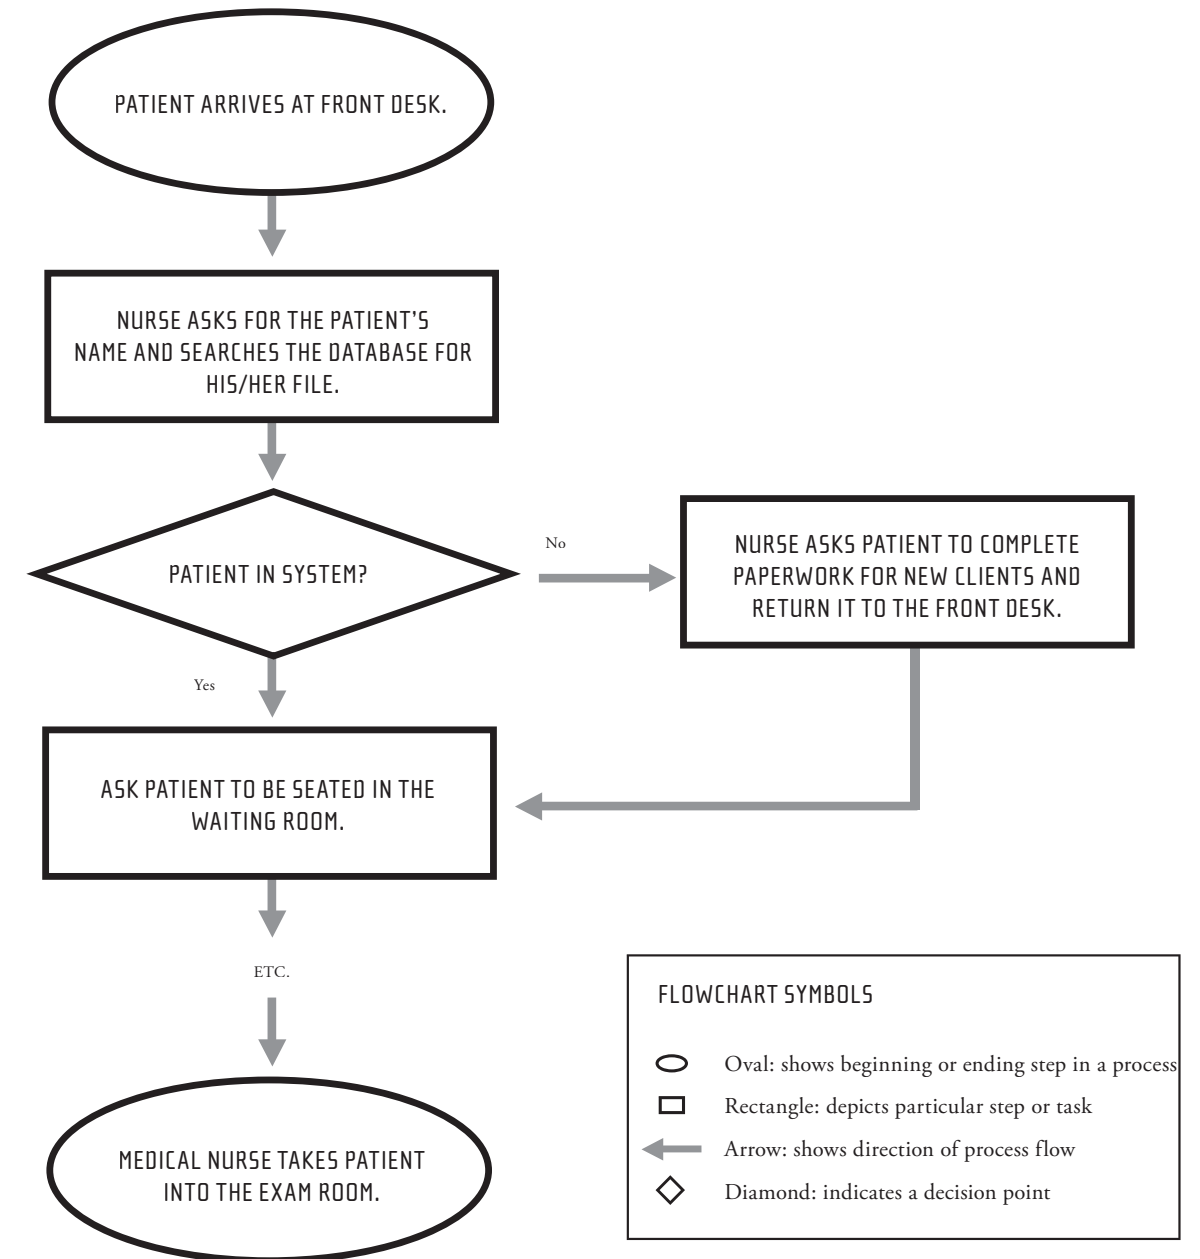 PATIENT ARRIVES AT FRONT DESK.
NURSE ASKS FOR THE PATIENT'S
NAME AND SEARCHES THE DATABASE FOR
HIS/HER FILE.
PATIENT IN SYSTEM?
No
NURSE ASKS PATIENT TO COMPLETE
PAPERWORK FOR NEW CLIENTS AND
RETURN IT TO THE FRONT DESK.
Yes
ASK PATIENT TO BE SEATED IN THE
WAITING ROOM.
ETC.
MEDICAL NURSE TAKES PATIENT
INTO THE EXAM ROOM.
FLOWCHART SYMBOLS
Oval: shows beginning or ending step in a process
Rectangle: depicts particular step or task
Arrow: shows direction of process flow
Diamond: indicates a decision point